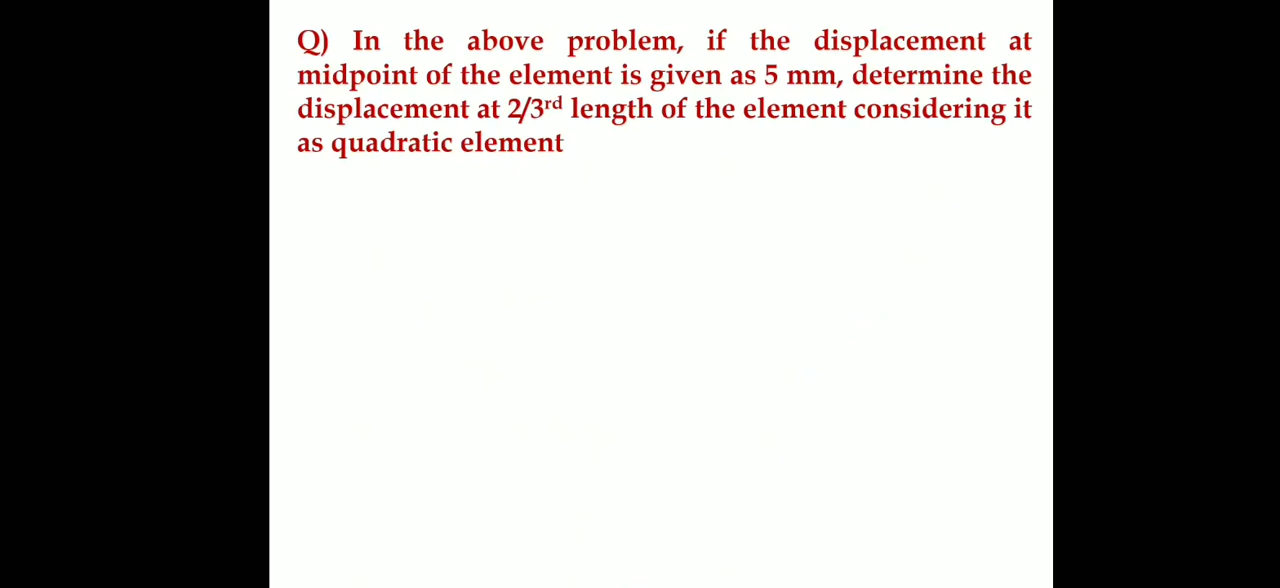 Q) In the above problem, if the displacement at
midpoint of the element is given as 5 mm, determine the
displacement at 2/3rd length of the element considering it
as quadratic element